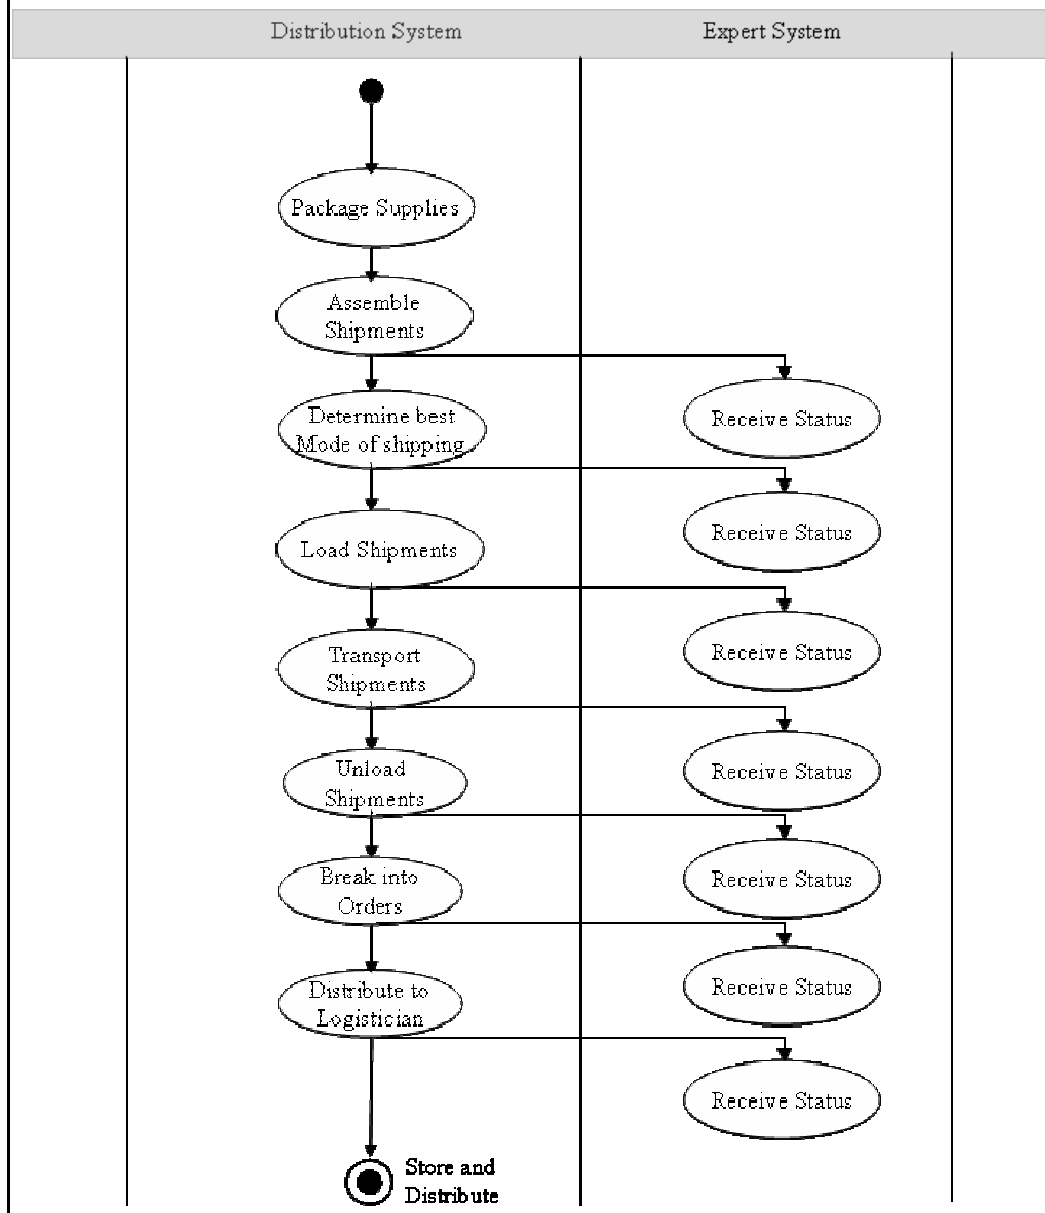 Distribution System
Expert System
Package Supplies
Assemble
Shipments
Determine best
Mode of shipping
Receive Status
Load Shipments
Receive Status
Transport
Shipments
Receive Status
Unload
Shipments
Receive Status
Break into
Orders
Receive Status
Distribute to
Logistician
Receive Status
Receive Status
Store and
Distribute